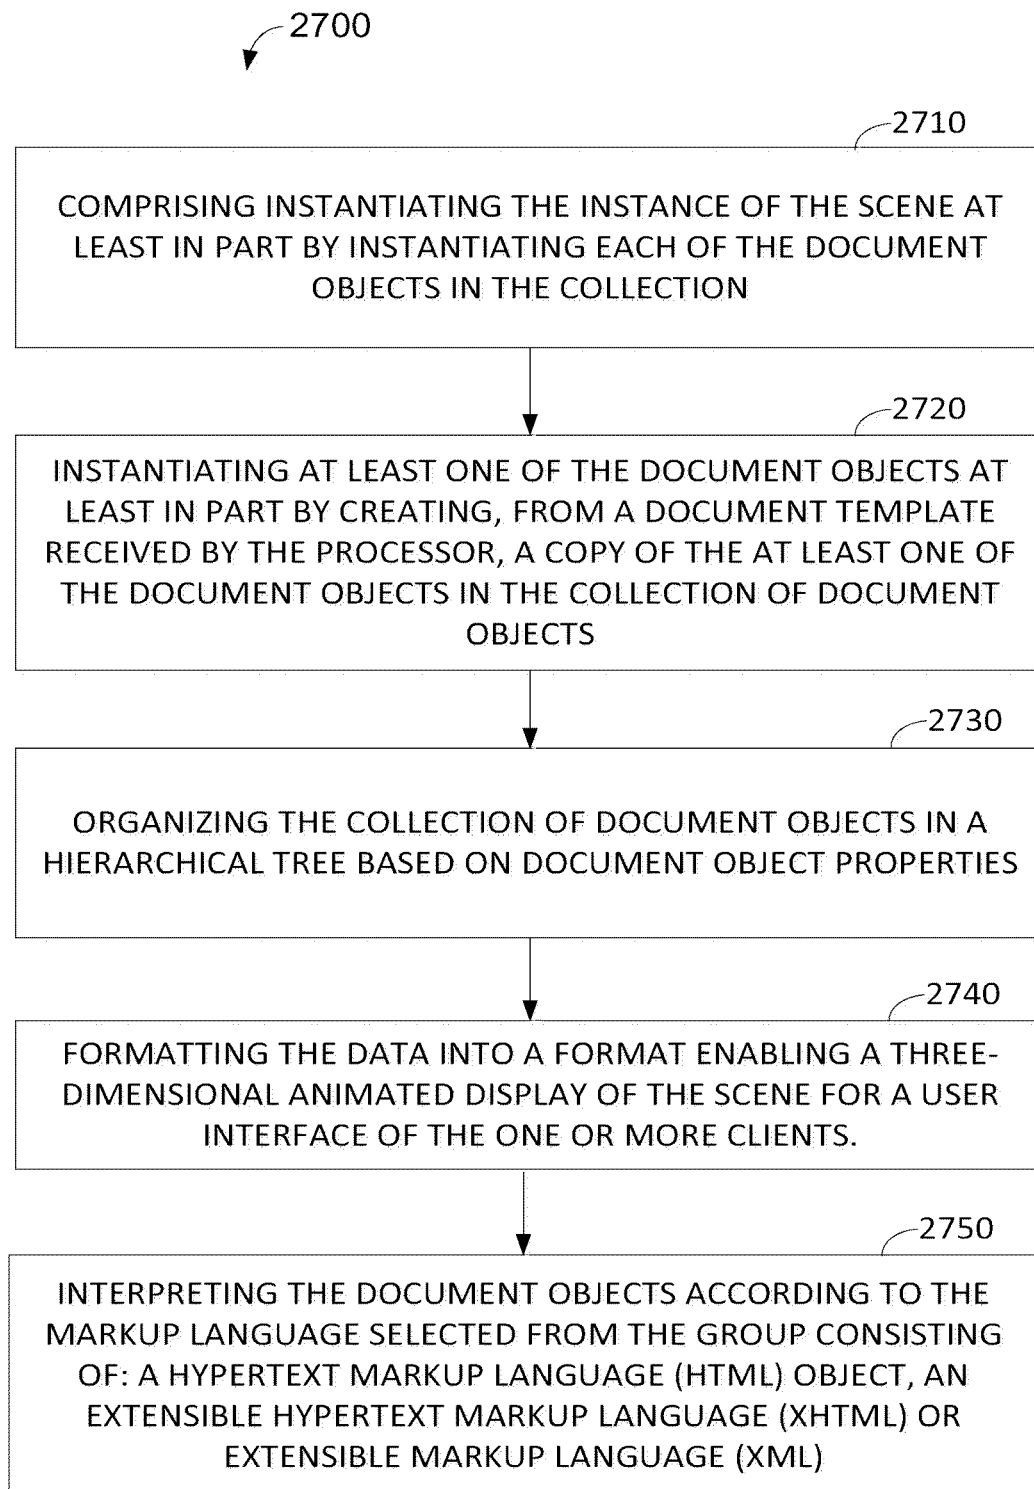 2700
2710
COMPRISING INSTANTIATING THE INSTANCE OF THE SCENE AT
LEAST IN PART BY INSTANTIATING EACH OF THE DOCUMENT
OBJECTS IN THE COLLECTION
2720
INSTANTIATING AT LEAST ONE OF THE DOCUMENT OBJECTS AT
LEAST IN PART BY CREATING, FROM A DOCUMENT TEMPLATE
RECEIVED BY THE PROCESSOR, A COPY OF THE AT LEAST ONE OF
THE DOCUMENT OBJECTS IN THE COLLECTION OF DOCUMENT
OBJECTS
2730
ORGANIZING THE COLLECTION OF DOCUMENT OBJECTS IN A
HIERARCHICAL TREE BASED ON DOCUMENT OBJECT PROPERTIES
2740
FORMATTING THE DATA INTO A FORMAT ENABLING A THREE-
DIMENSIONAL ANIMATED DISPLAY OF THE SCENE FOR A USER
INTERFACE OF THE ONE OR MORE CLIENTS.
2750
INTERPRETING THE DOCUMENT OBJECTS ACCORDING TO THE
MARKUP LANGUAGE SELECTED FROM THE GROUP CONSISTING
OF: A HYPERTEXT MARKUP LANGUAGE (HTML) OBJECT, AN
EXTENSIBLE HYPERTEXT MARKUP LANGUAGE (XHTML) OR
EXTENSIBLE MARKUP LANGUAGE (XML)